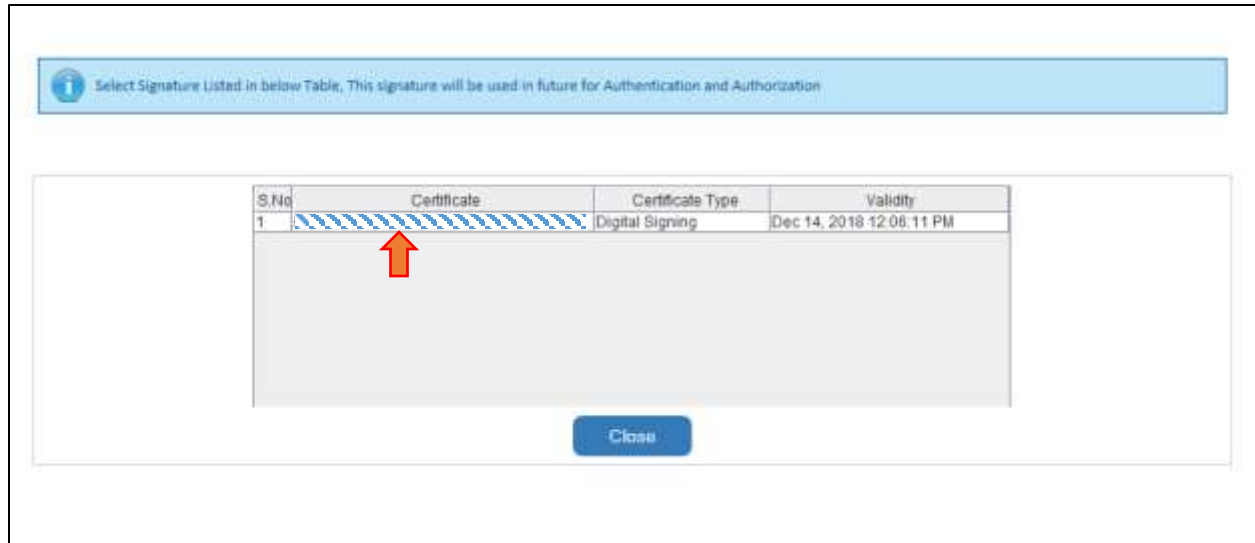 Select Signature Listed in below Table, This signature will be used in future for Authentication and Authorization
S.No Certificate Certificate Type Validity
1 Digital Signing Dec 14, 2018 12:06:11 PM
Close